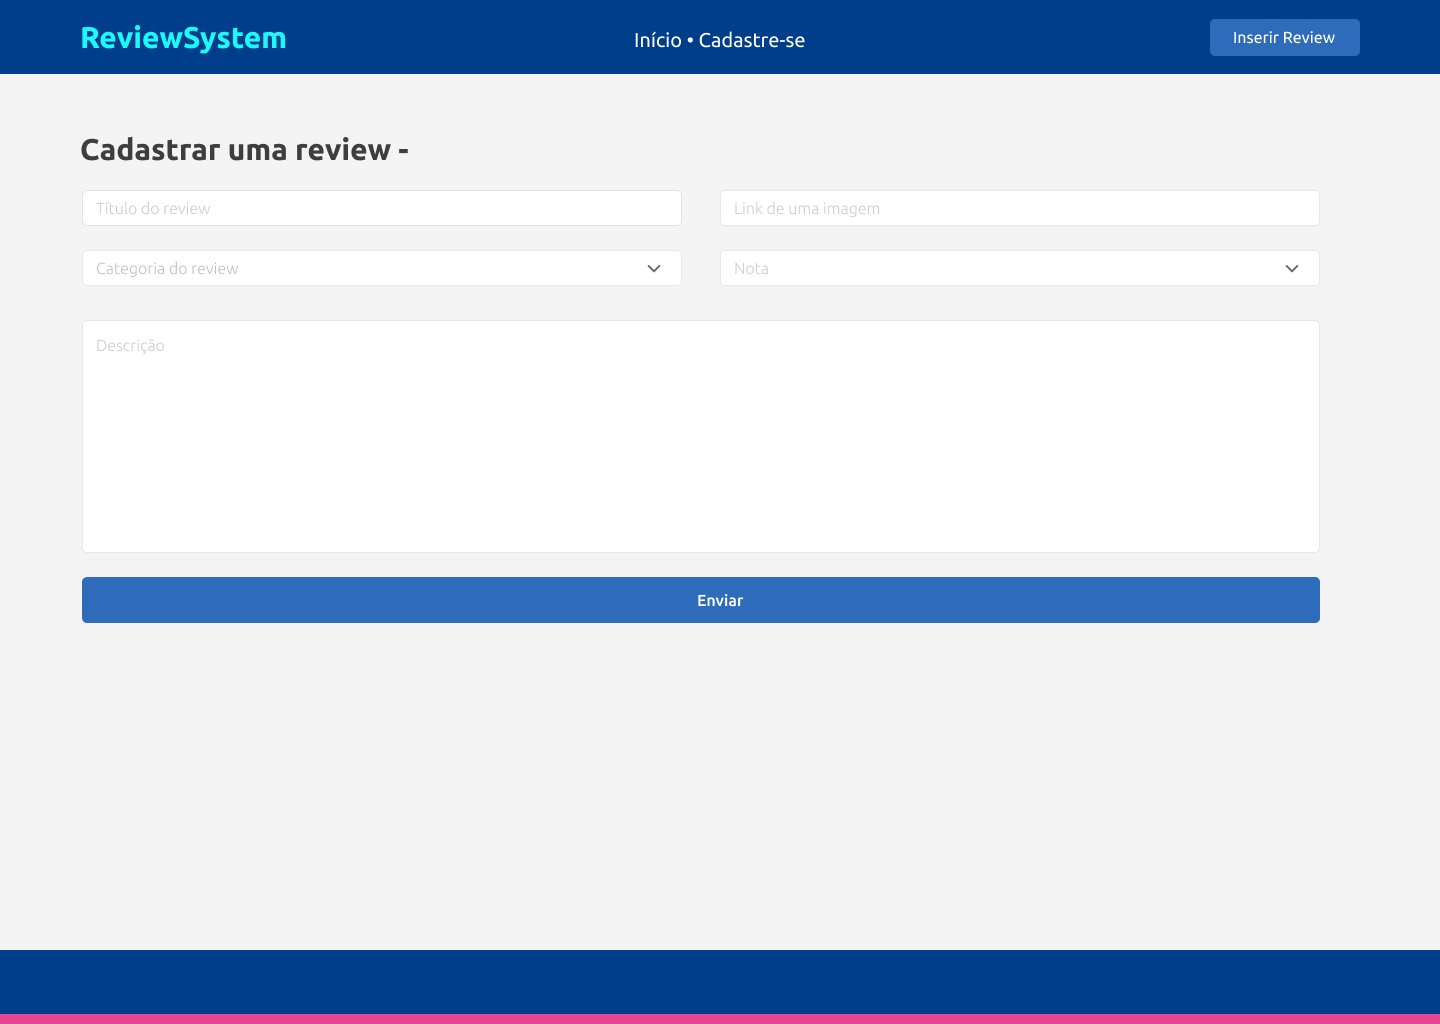 ReviewSystem
Início • Cadastre-se
Inserir Review
Cadastrar uma review -
Título do review
Link de uma imagem
Categoria do review
Nota
Descrição
Enviar